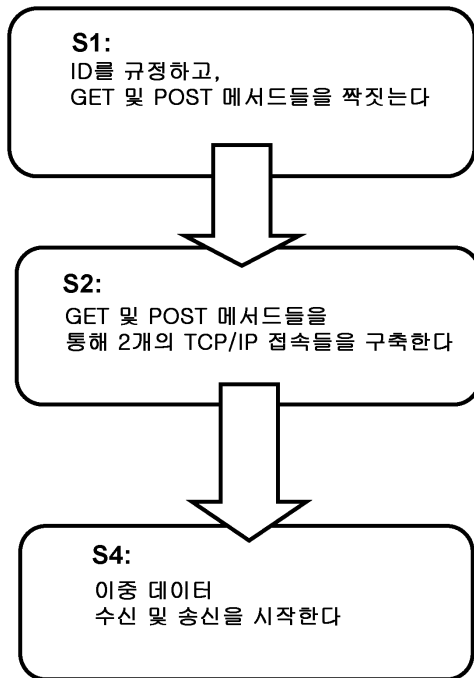 S1:
ID를 규정하고,
GET 및 POST 메서드들을 짝짓는다
S2:
GET 및 POST 메서드들을
통해 2개의 TCP/IP 접속들을 구축한다
S4:
이중 데이터
수신 및 송신을 시작한다